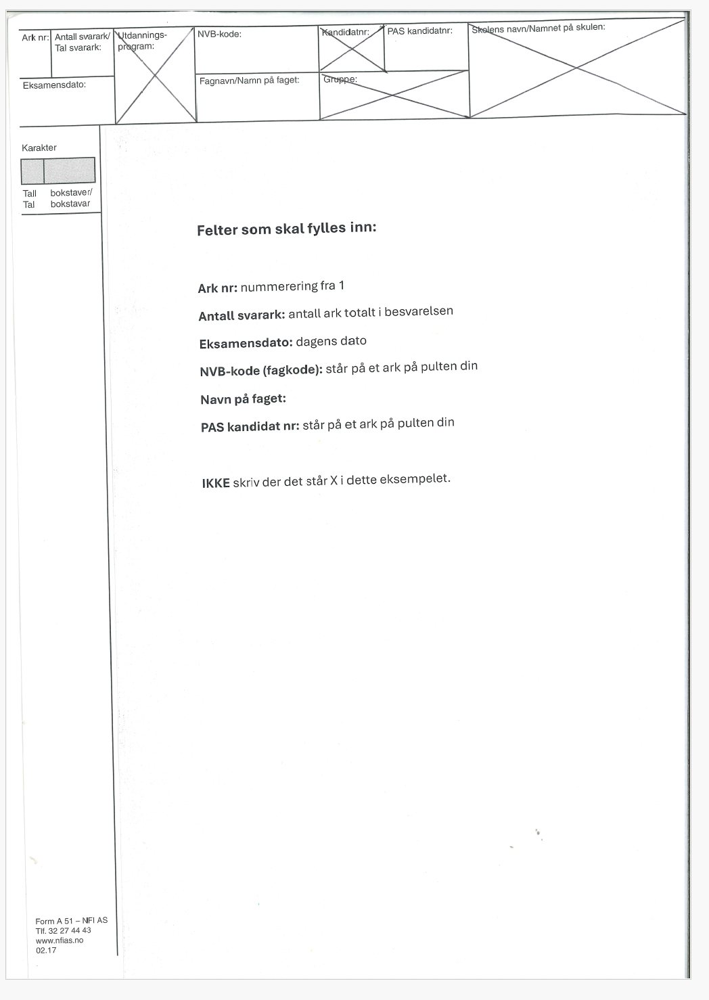 Ark nr:
Antall svarark/
Tal svarark:
Utdannings-
program:
NVB-kode:
Kandidatnr:
PAS kandidatnr:
Skolens navn/Namnet på skulen:
Eksamensdato:
Fagnavn/Namn på faget:
Gruppe:
Karakter
Tall bokstaver/
Tal bokstavar
Felter som skal fylles inn:
Ark nr: nummerering fra 1
Antall svarark: antall ark totalt i besvarelsen
Eksamensdato: dagens dato
NVB-kode (fagkode): står på et ark på pulten din
Navn på faget:
PAS kandidat nr: står på et ark på pulten din
IKKE skriv der det står X i dette eksempelet.
Form A 51 – NFI AS
Tlf. 32 27 44 43
www.nfias.no
02.17